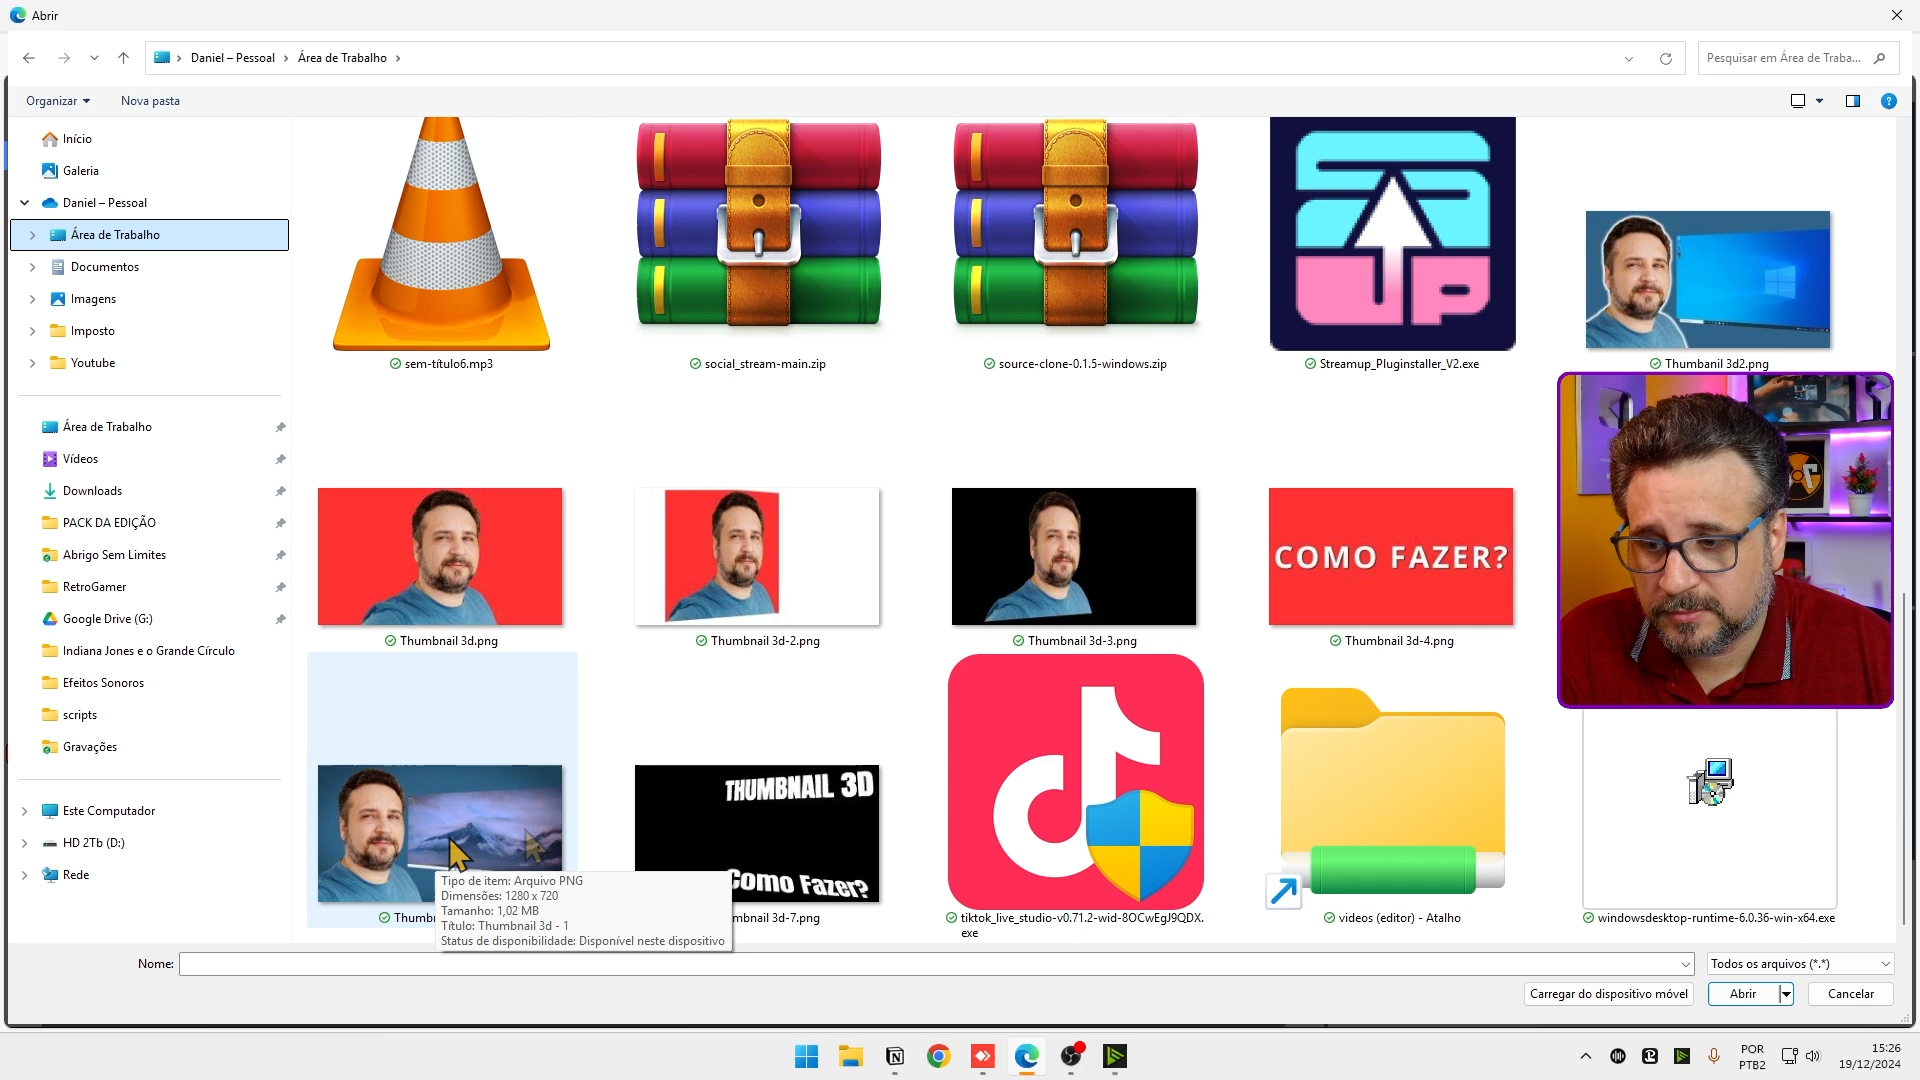 Abrir
Daniel – Pessoal
Área de Trabalho
Pesquisar em Área de Traba...
Organizar
Nova pasta
Início
Galeria
Daniel – Pessoal
Área de Trabalho
Documentos
Imagens
Imposto
Youtube
Área de Trabalho
Vídeos
Downloads
PACK DA EDIÇÃO
Abrigo Sem Limites
RetroGamer
Google Drive (G:)
Indiana Jones e o Grande Círculo
Efeitos Sonoros
scripts
Gravações
Este Computador
HD 2Tb (D:)
Rede
UP
sem-título6.mp3
social_stream-main.zip
source-clone-0.1.5-windows.zip
Streamup_Pluginstaller_V2.exe
Thumbanil 3d2.png
COMO FAZER?
Thumbnail 3d.png
Thumbnail 3d-2.png
Thumbnail 3d-3.png
Thumbnail 3d-4.png
THUMBNAIL 3D
Como Fazer?
Tipo de item: Arquivo PNG
Dimensões: 1280 x 720
Tamanho: 1,02 MB
Título: Thumbnail 3d - 1
Status de disponibilidade: Disponível neste dispositivo
mbnail 3d-7.png
tiktok_live_studio-v0.71.2-wid-8OCwEgJ9QDX.
exe
videos (editor) - Atalho
windowsdesktop-runtime-6.0.36-win-x64.exe
Nome:
Todos os arquivos (*.*)
Carregar do dispositivo móvel
Abrir
Cancelar
POR
PTB2
15:26
19/12/2024